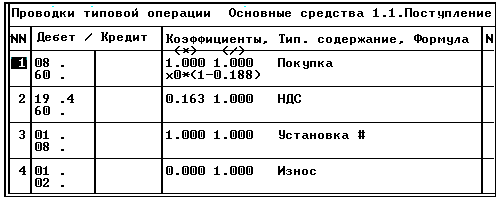 Проводки типовой операции Основные средства 1.1.Поступление
NN Дебет / Кредит Коэффициенты, Тип. содержание, Формула N
(*) (/)
1 08 . 1.000 1.000 Покупка
60 . x0*(1-0.188)
2 19 .4 0.163 1.000 НДС
60 .
3 01 . 1.000 1.000 Установка #
08 .
4 01 . 0.000 1.000 Износ
02 .